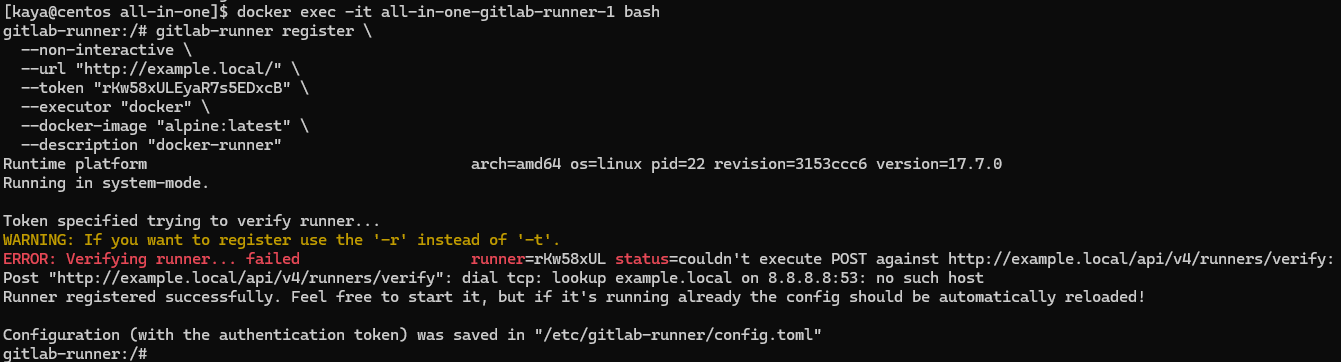 [kaya@centos all-in-one]$ docker exec -it all-in-one-gitlab-runner-1 bash
gitlab-runner:/# gitlab-runner register \
  --non-interactive \
  --url "http://example.local/" \
  --token "rKw58xULEyaR7s5EDxcB" \
  --executor "docker" \
  --docker-image "alpine:latest" \
  --description "docker-runner"
Runtime platform                                    arch=amd64 os=linux pid=22 revision=3153ccc6 version=17.7.0
Running in system-mode.

Token specified trying to verify runner...
WARNING: If you want to register use the '-r' instead of '-t'.
ERROR: Verifying runner... failed                   runner=rKw58xUL status=couldn't execute POST against http://example.local/api/v4/runners/verify:
Post "http://example.local/api/v4/runners/verify": dial tcp: lookup example.local on 8.8.8.8:53: no such host
Runner registered successfully. Feel free to start it, but if it's running already the config should be automatically reloaded!

Configuration (with the authentication token) was saved in "/etc/gitlab-runner/config.toml"
gitlab-runner:/#